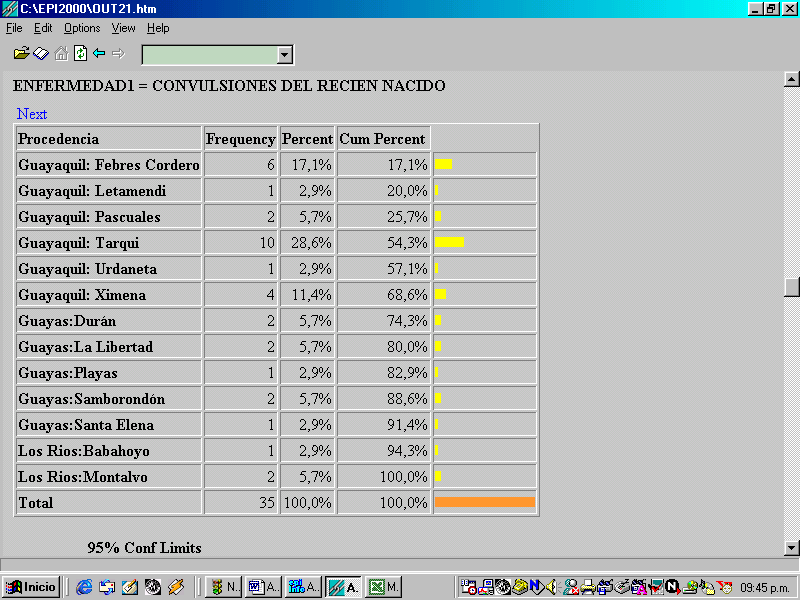 C:\EPI2000\OUT21.htm
File Edit Options View Help
ENFERMEDAD1 = CONVULSIONES DEL RECIEN NACIDO
Next
Procedencia Frequency Percent Cum Percent
Guayaquil: Febres Cordero 6 17,1% 17,1%
Guayaquil: Letamendi 1 2,9% 20,0%
Guayaquil: Pascuales 2 5,7% 25,7%
Guayaquil: Tarqui 10 28,6% 54,3%
Guayaquil: Urdaneta 1 2,9% 57,1%
Guayaquil: Ximena 4 11,4% 68,6%
Guayas:Durán 2 5,7% 74,3%
Guayas:La Libertad 2 5,7% 80,0%
Guayas:Playas 1 2,9% 82,9%
Guayas:Samborondón 2 5,7% 88,6%
Guayas:Santa Elena 1 2,9% 91,4%
Los Rios:Babahoyo 1 2,9% 94,3%
Los Rios:Montalvo 2 5,7% 100,0%
Total 35 100,0% 100,0%
95% Conf Limits
Inicio N.. A.. A.. A. M.. 09:45 p.m.